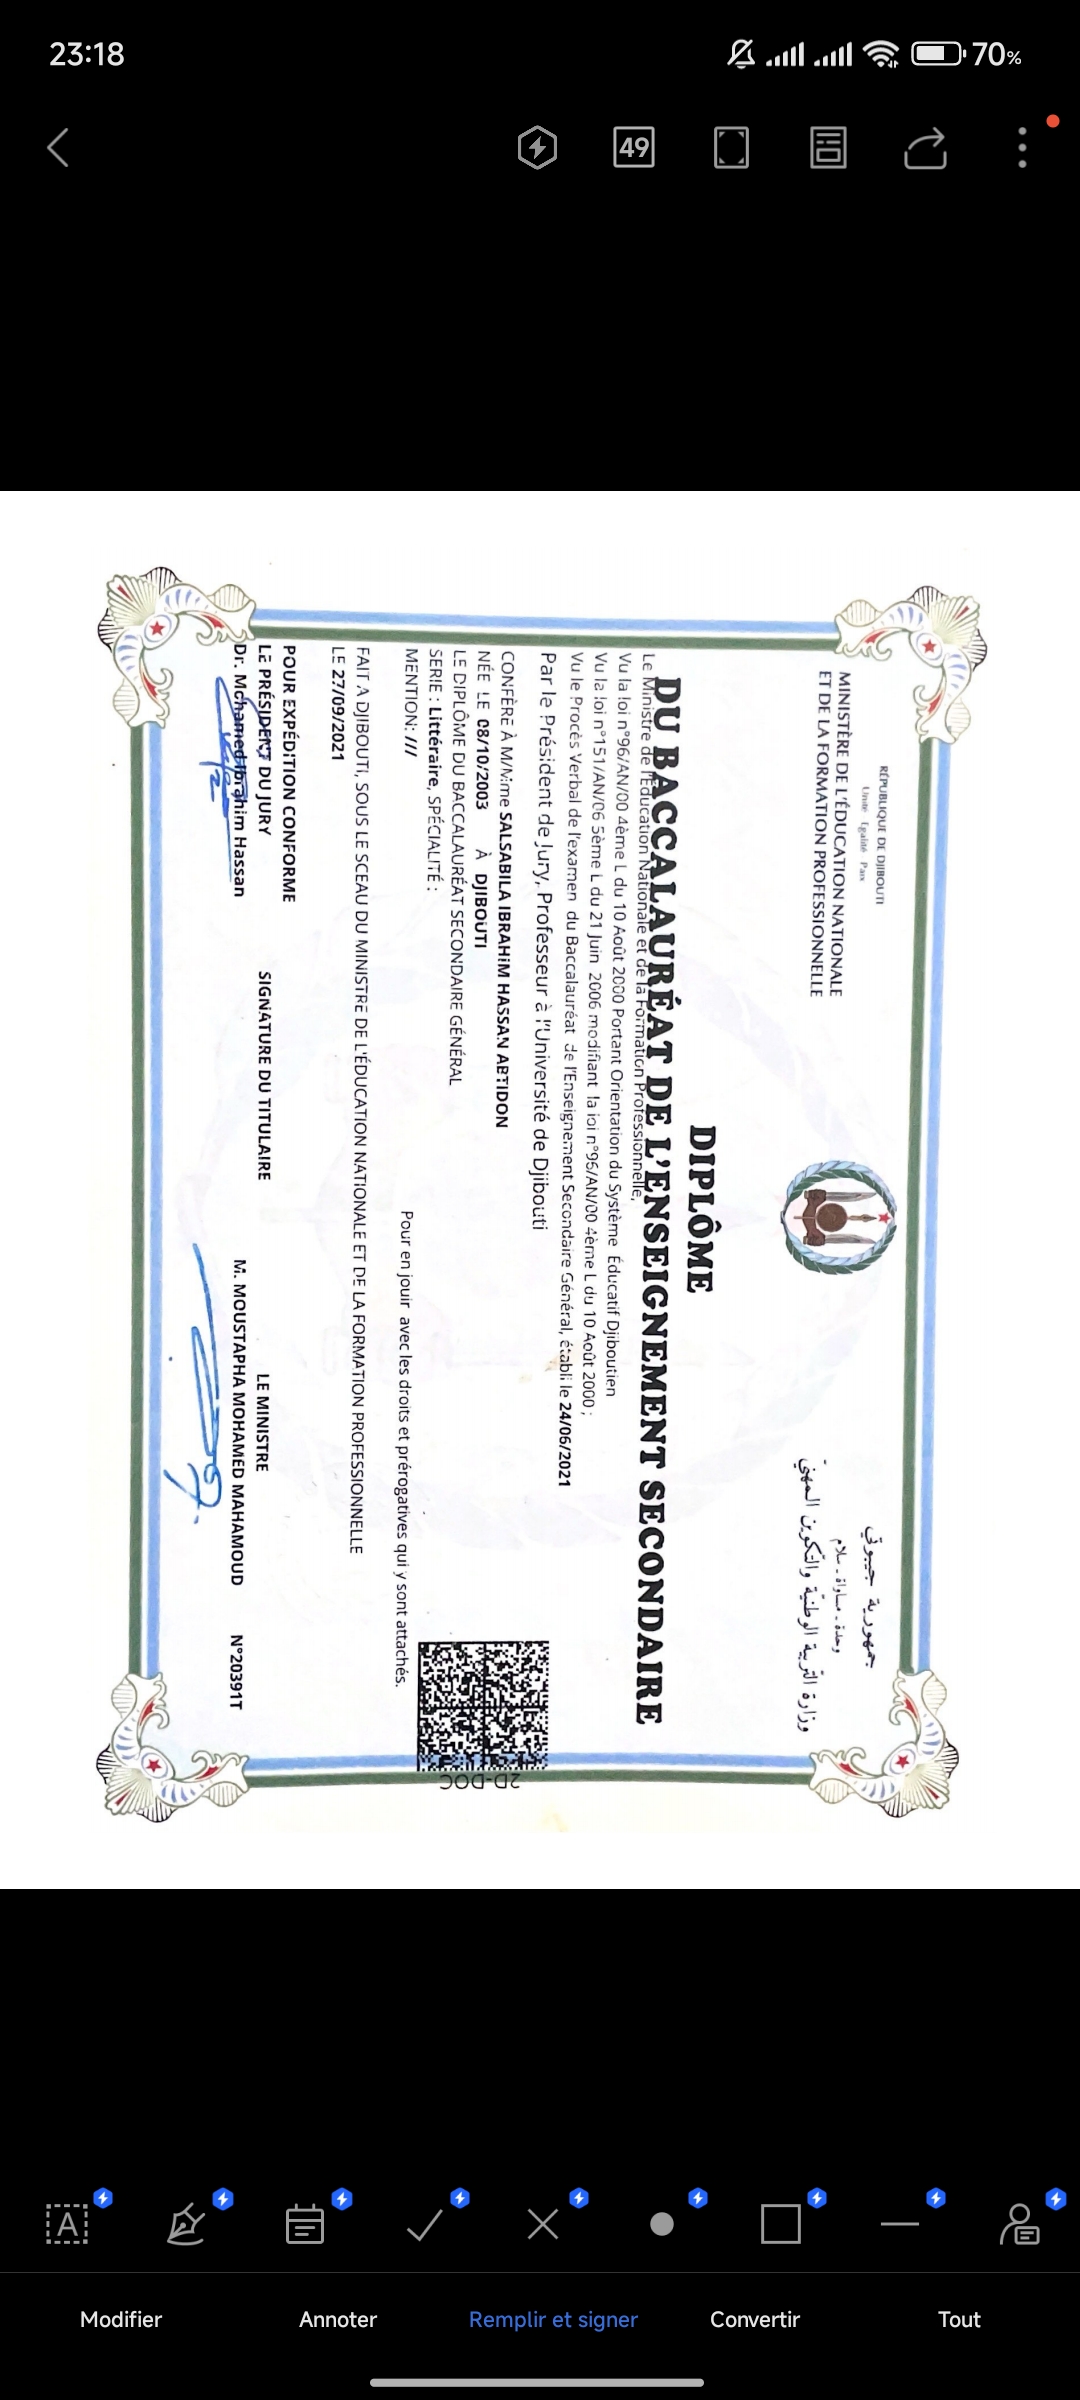 23:18
70%
49
RÉPUBLIQUE DE DJIBOUTI
Unité Egalité Paix
MINISTÈRE DE L'ÉDUCATION NATIONALE
ET DE LA FORMATION PROFESSIONNELLE
جمهورية جيبوتي
وحدة - مساواة - سلام
وزارة التربية الوطنية والتكوين المهني
DIPLÔME
DU BACCALAURÉAT DE L'ENSEIGNEMENT SECONDAIRE
Le Ministre de l'Éducation Nationale et de la Formation Professionnelle,
Vu la loi n°96/AN/00 4ème L du 10 Août 2000 Portant Orientation du Système Éducatif Djiboutien
Vu la loi n°151/AN/06 5ème L du 21 Juin 2006 modifiant la loi n°96/AN/00 4ème L du 10 Août 2000 ;
Vu le Procès Verbal de l'examen du Baccalauréat de l'Enseignement Secondaire Général, établi le 24/06/2021
Par le Président de Jury, Professeur à l'Université de Djibouti
CONFÈRE À M/Mme SALSABILA IBRAHIM HASSAN ABTIDON
NÉE LE 08/10/2003 À DJIBOUTI
LE DIPLÔME DU BACCALAURÉAT SECONDAIRE GÉNÉRAL
SERIE : Littéraire, SPÉCIALITÉ :
MENTION: ///
Pour en jouir avec les droits et prérogatives qui y sont attachés.
2D-DOC
FAIT A DJIBOUTI, SOUS LE SCEAU DU MINISTRE DE L'ÉDUCATION NATIONALE ET DE LA FORMATION PROFESSIONNELLE
LE 27/09/2021
POUR EXPÉDITION CONFORME
LE PRÉSIDENT DU JURY
Dr. Mohamed Ibrahim Hassan
SIGNATURE DU TITULAIRE
LE MINISTRE
M. MOUSTAPHA MOHAMED MAHAMOUD
N°20391T
A
Modifier
Annoter
Remplir et signer
Convertir
Tout